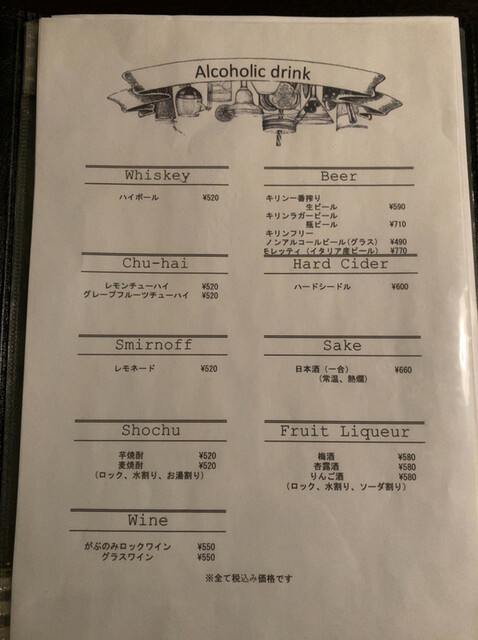 Alcoholic drink
Whiskey
ハイボール ¥520
Chu-hai
レモンチューハイ ¥520
グレープフルーツチューハイ ¥520
Smirnoff
レモネード ¥520
Shochu
芋焼酎 ¥520
麦焼酎 ¥520
(ロック、水割り、お湯割り)
Wine
がぶのみロックワイン ¥550
グラスワイン ¥550
Beer
キリン一番搾り
生ビール ¥590
キリンラガービール
瓶ビール ¥710
キリンフリー
ノンアルコールビール(グラス) ¥490
モレッティ(イタリア産ビール) ¥770
Hard Cider
ハードシードル ¥600
Sake
日本酒(一合) ¥660
(常温、熱燗)
Fruit Liqueur
梅酒 ¥580
杏露酒 ¥580
りんご酒 ¥580
(ロック、水割り、ソーダ割り)
※全て税込み価格です